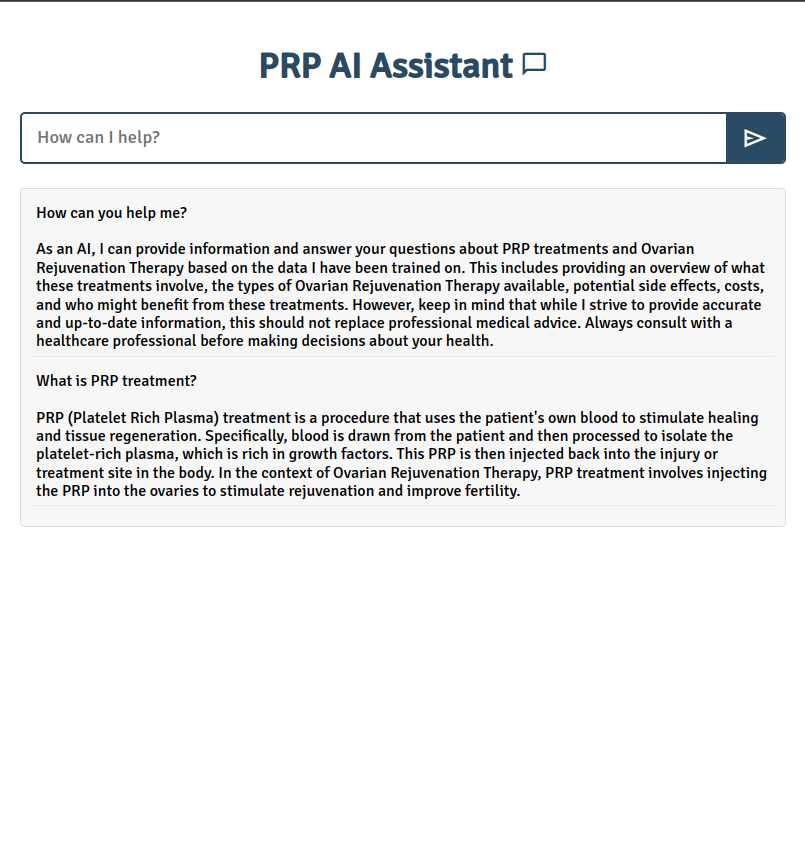 PRP AI Assistant
How can I help?
How can you help me?
As an AI, I can provide information and answer your questions about PRP treatments and Ovarian
Rejuvenation Therapy based on the data I have been trained on. This includes providing an overview of what
these treatments involve, the types of Ovarian Rejuvenation Therapy available, potential side effects, costs,
and who might benefit from these treatments. However, keep in mind that while I strive to provide accurate
and up-to-date information, this should not replace professional medical advice. Always consult with a
healthcare professional before making decisions about your health.
What is PRP treatment?
PRP (Platelet Rich Plasma) treatment is a procedure that uses the patient's own blood to stimulate healing
and tissue regeneration. Specifically, blood is drawn from the patient and then processed to isolate the
platelet-rich plasma, which is rich in growth factors. This PRP is then injected back into the injury or
treatment site in the body. In the context of Ovarian Rejuvenation Therapy, PRP treatment involves injecting
the PRP into the ovaries to stimulate rejuvenation and improve fertility.